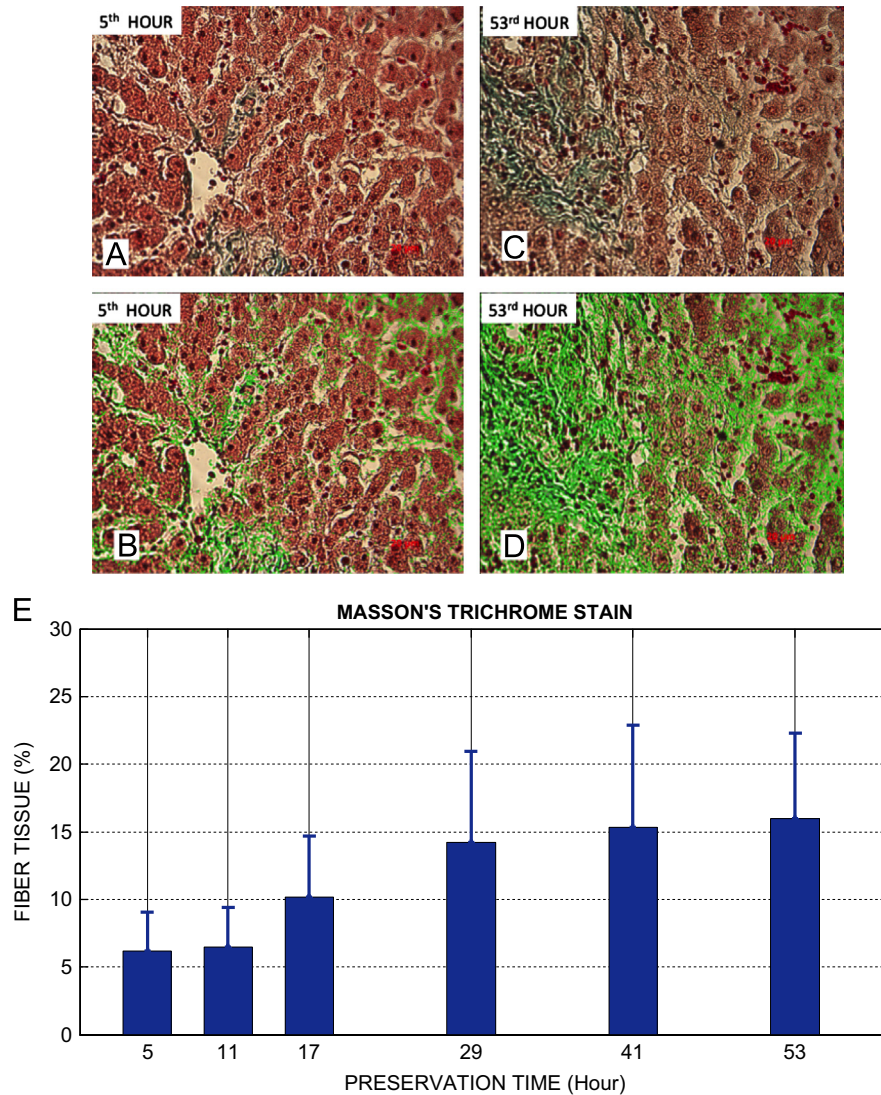 5th HOUR
53rd HOUR
A
C
5th HOUR
53rd HOUR
B
D
E
MASSON'S TRICHROME STAIN
30
25
20
15
10
5
0
FIBER TISSUE (%)
5 11 17 29 41 53
PRESERVATION TIME (Hour)